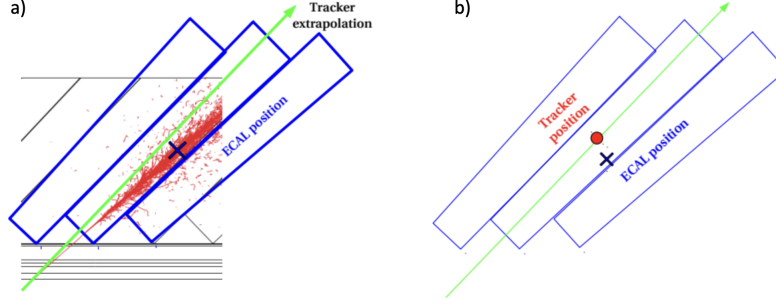 a)
Tracker
extrapolation
ECAL position
b)
Tracker
position
ECAL position